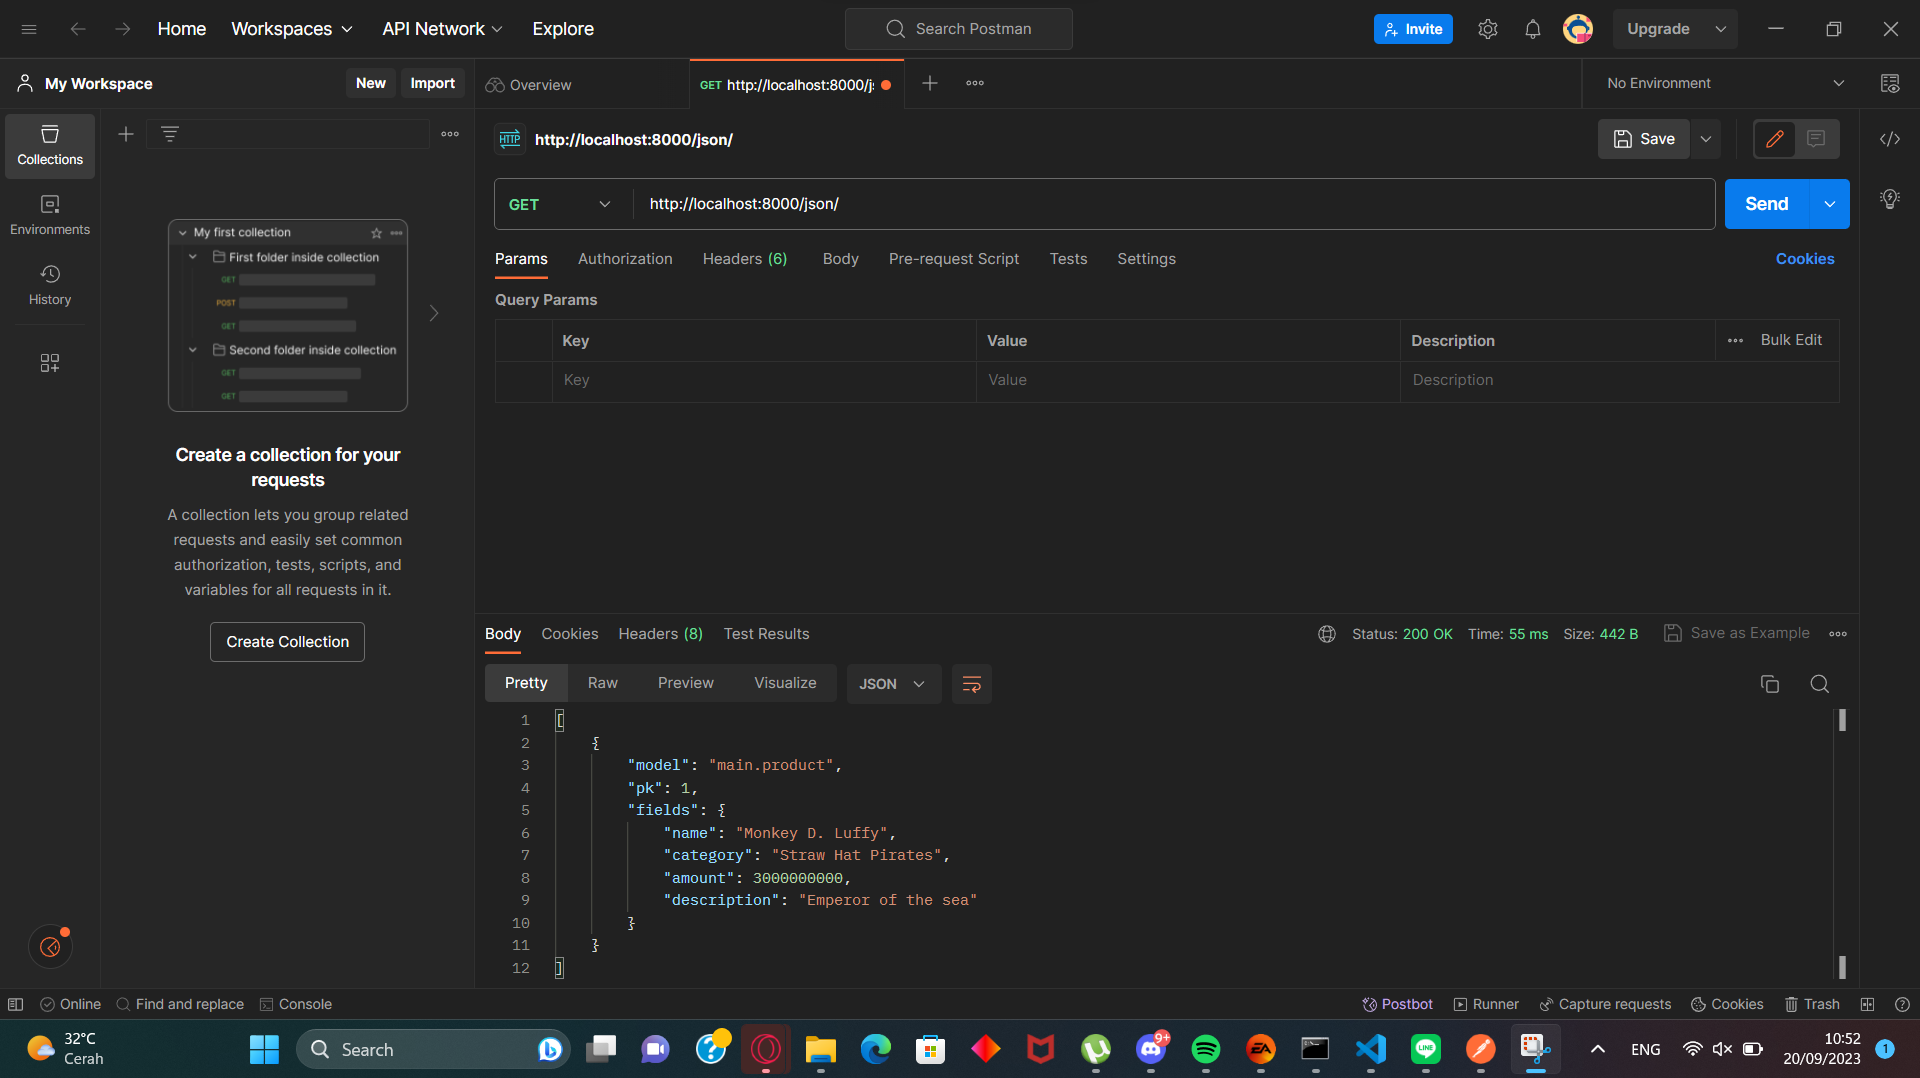 Home
Workspaces
API Network
Explore
Search Postman
Invite
Upgrade
My Workspace
New
Import
Overview
GET http://localhost:8000/j
No Environment
Collections
Environments
History
HTTP http://localhost:8000/json/
Save
GET
http://localhost:8000/json/
Send
Params
Authorization
Headers (6)
Body
Pre-request Script
Tests
Settings
Cookies
Query Params
Key
Value
Description
Bulk Edit
Key
Value
Description
My first collection
First folder inside collection
GET
POST
GET
Second folder inside collection
GET
GET
Create a collection for your
requests
A collection lets you group related
requests and easily set common
authorization, tests, scripts, and
variables for all requests in it.
Create Collection
Body
Cookies
Headers (8)
Test Results
Status: 200 OK
Time: 55 ms
Size: 442 B
Save as Example
Pretty
Raw
Preview
Visualize
JSON
1 [
2 {
3 "model": "main.product",
4 "pk": 1,
5 "fields": {
6 "name": "Monkey D. Luffy",
7 "category": "Straw Hat Pirates",
8 "amount": 3000000000,
9 "description": "Emperor of the sea"
10 }
11 }
12 ]
Online
Find and replace
Console
Postbot
Runner
Capture requests
Cookies
Trash
32°C
Cerah
Search
9+
EA
LINE
ENG
10:52
20/09/2023
1